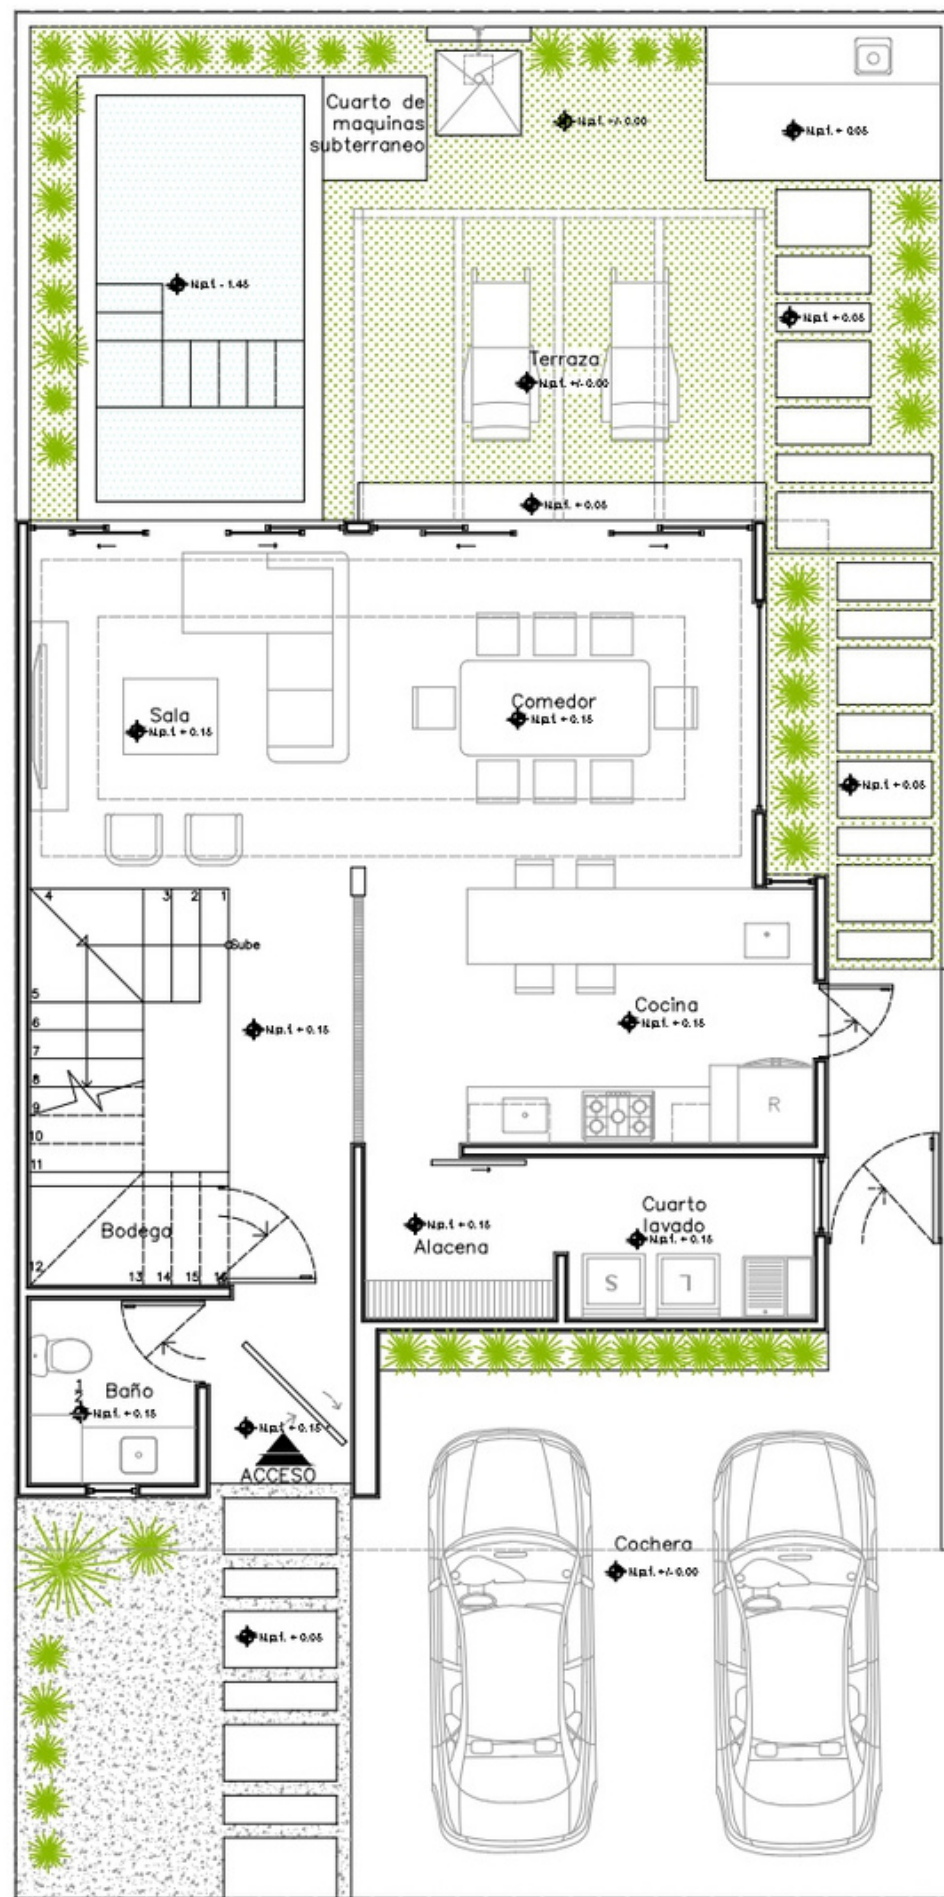 Cuarto de
maquinas
subterraneo
N.p.t. +/- 0.00
N.p.t. + 0.05
N.p.t. - 1.45
N.p.t. + 0.05
Terraza
N.p.t. +/- 0.00
N.p.t. + 0.05
Sala
N.p.t. + 0.15
Comedor
N.p.t. + 0.15
N.p.t. + 0.05
4
3
2
1
Sube
5
6
7
8
9
10
11
12
13
14
15
16
N.p.t. + 0.15
Cocina
N.p.t. + 0.15
R
Bodega
N.p.t. + 0.15
Alacena
Cuarto
lavado
N.p.t. + 0.15
S
L
Baño
N.p.t. + 0.15
N.p.t. + 0.15
ACCESO
Cochera
N.p.t. +/- 0.00
N.p.t. + 0.05